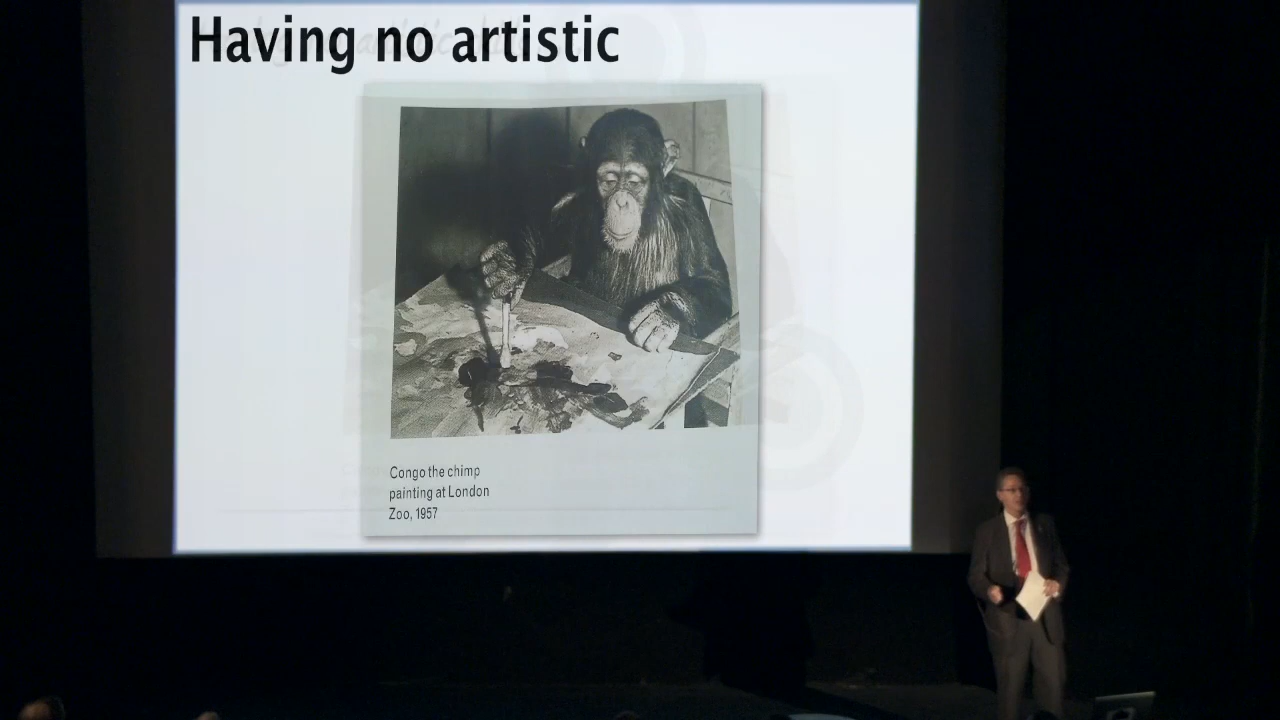 Having no artistic
Congo the chimp
painting at London
Zoo, 1957